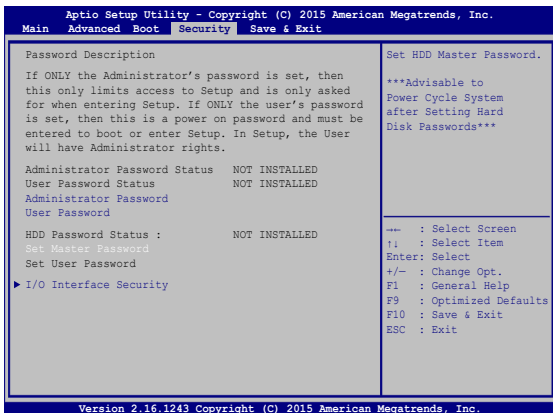 Aptio Setup Utility - Copyright (C) 2015 American Megatrends, Inc.
Main Advanced Boot Security Save & Exit
Password Description
If ONLY the Administrator's password is set, then
this only limits access to Setup and is only asked
for when entering Setup. If ONLY the user's password
is set, then this is a power on password and must be
entered to boot or enter Setup. In Setup, the User
will have Administrator rights.
Administrator Password Status NOT INSTALLED
User Password Status NOT INSTALLED
Administrator Password
User Password
HDD Password Status : NOT INSTALLED
Set Master Password
Set User Password
▶ I/O Interface Security
Set HDD Master Password.
***Advisable to
Power Cycle System
after Setting Hard
Disk Passwords***
→← : Select Screen
↑↓ : Select Item
Enter: Select
+/— : Change Opt.
F1 : General Help
F9 : Optimized Defaults
F10 : Save & Exit
ESC : Exit
Version 2.16.1243 Copyright (C) 2015 American Megatrends, Inc.